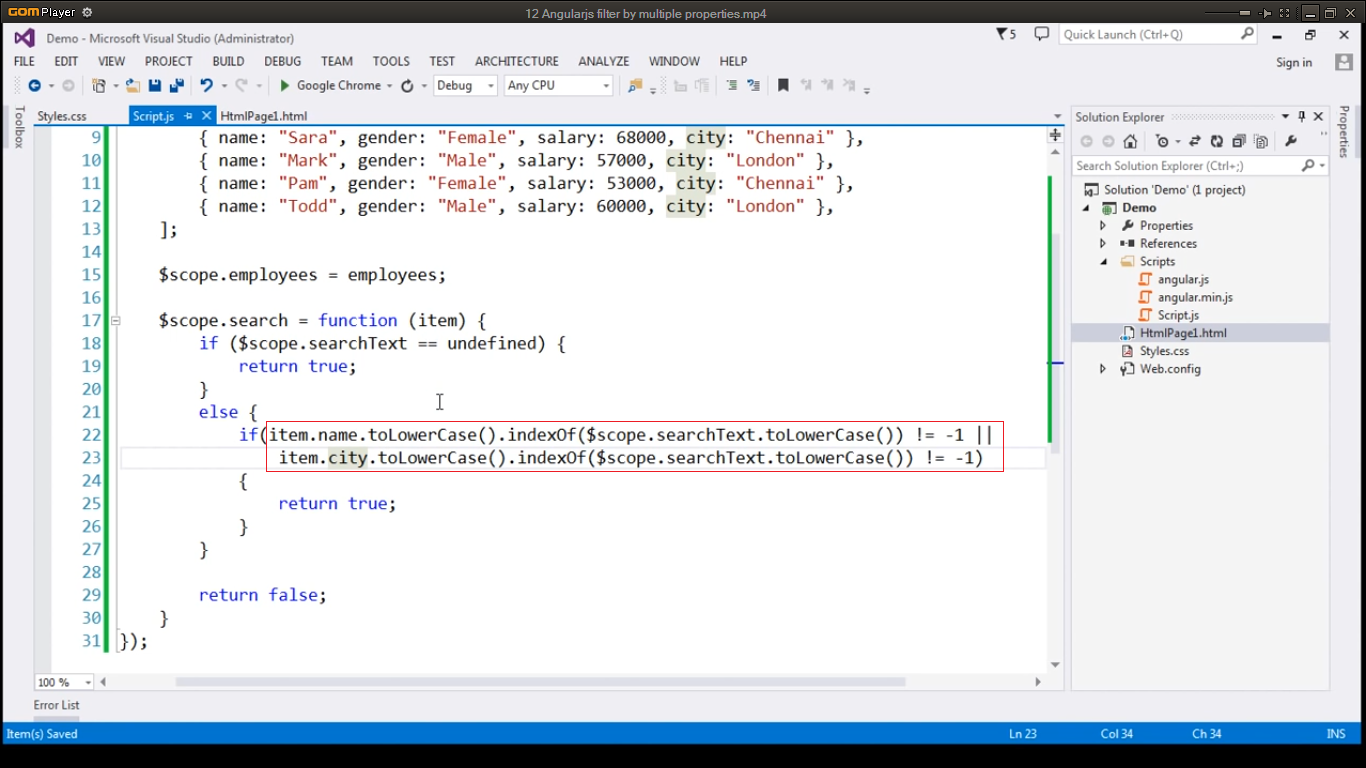 GOM Player
12 Angularjs filter by multiple properties.mp4
Demo - Microsoft Visual Studio (Administrator)
5
Quick Launch (Ctrl+Q)
FILE EDIT VIEW PROJECT BUILD DEBUG TEAM TOOLS TEST ARCHITECTURE ANALYZE WINDOW HELP
Sign in
Google Chrome
Debug
Any CPU
Toolbox
Styles.css
Script.js
HtmlPage1.html
9 { name: "Sara", gender: "Female", salary: 68000, city: "Chennai" },
10 { name: "Mark", gender: "Male", salary: 57000, city: "London" },
11 { name: "Pam", gender: "Female", salary: 53000, city: "Chennai" },
12 { name: "Todd", gender: "Male", salary: 60000, city: "London" },
13 ];
14
15 $scope.employees = employees;
16
17 $scope.search = function (item) {
18 if ($scope.searchText == undefined) {
19 return true;
20 }
21 else {
22 if(item.name.toLowerCase().indexOf($scope.searchText.toLowerCase()) != -1 ||
23 item.city.toLowerCase().indexOf($scope.searchText.toLowerCase()) != -1)
24 {
25 return true;
26 }
27 }
28
29 return false;
30 }
31 });
100 %
Solution Explorer
Search Solution Explorer (Ctrl+;)
Solution 'Demo' (1 project)
Demo
Properties
References
Scripts
angular.js
angular.min.js
Script.js
HtmlPage1.html
Styles.css
Web.config
Properties
Error List
Item(s) Saved
Ln 23
Col 34
Ch 34
INS